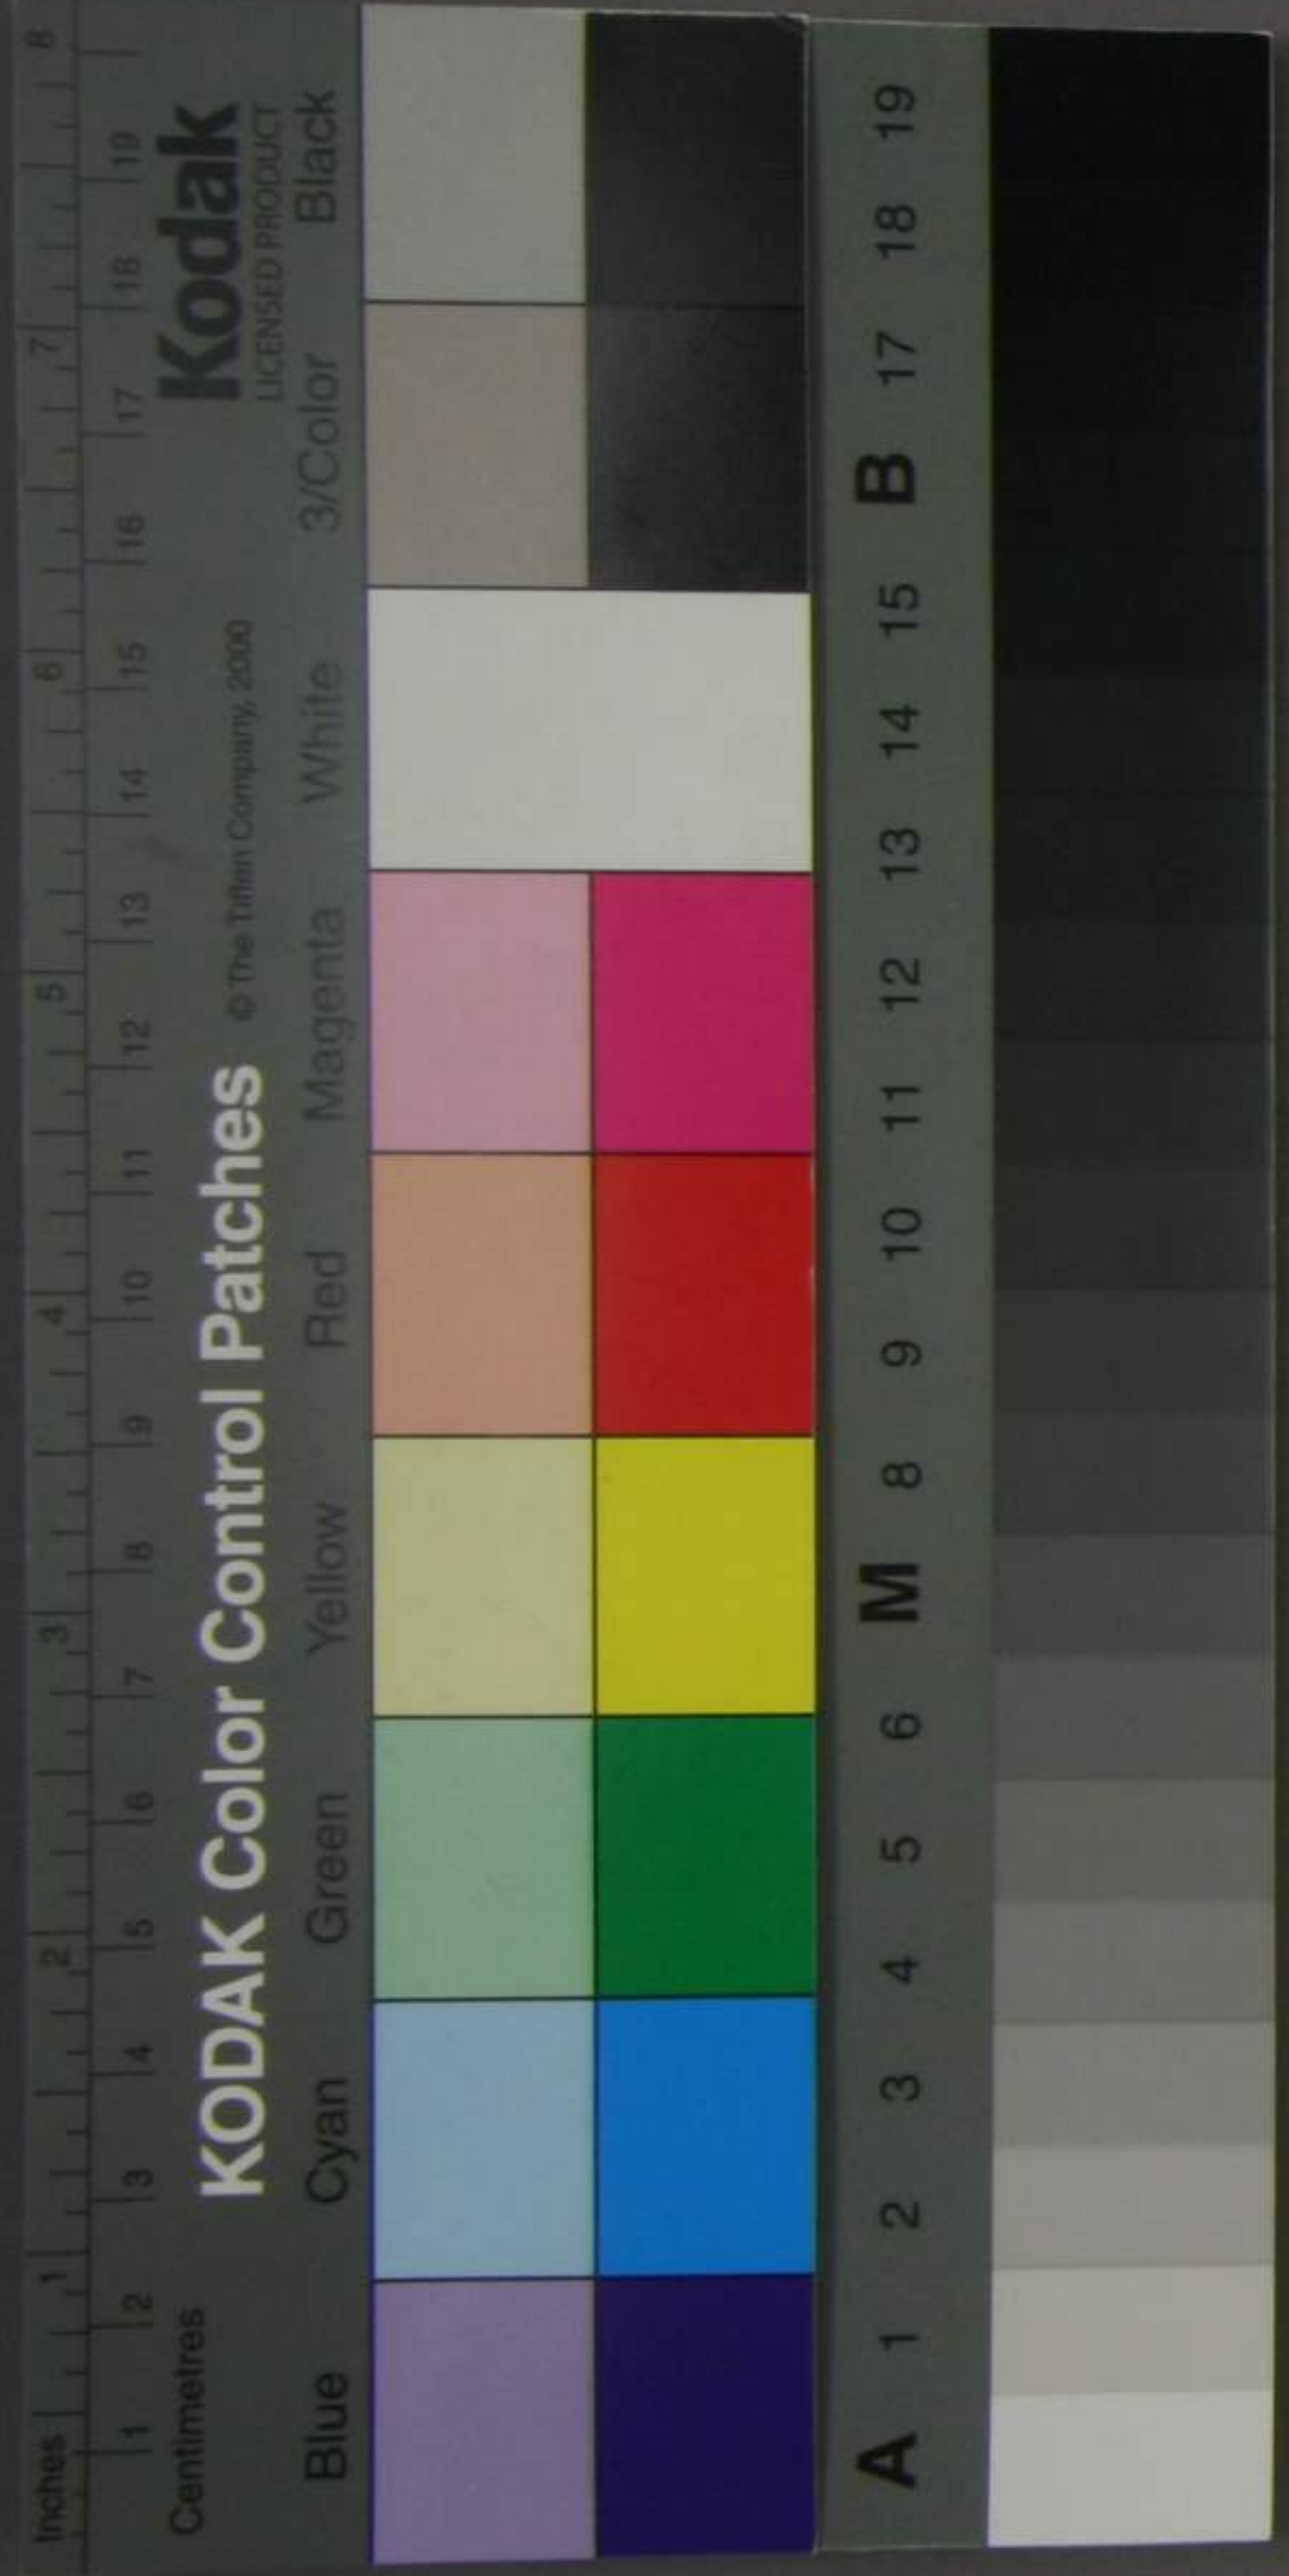 Inches 1 2 3 4 5 6 7 8
Centimetres 1 2 3 4 5 6 7 8 9 10 11 12 13 14 15 16 17 18 19
KODAK Color Control Patches © The Tiffen Company, 2000 Kodak
LICENSED PRODUCT
Blue Cyan Green Yellow Red Magenta White 3/Color Black
A 1 2 3 4 5 6 M 8 9 10 11 12 13 14 15 B 17 18 19